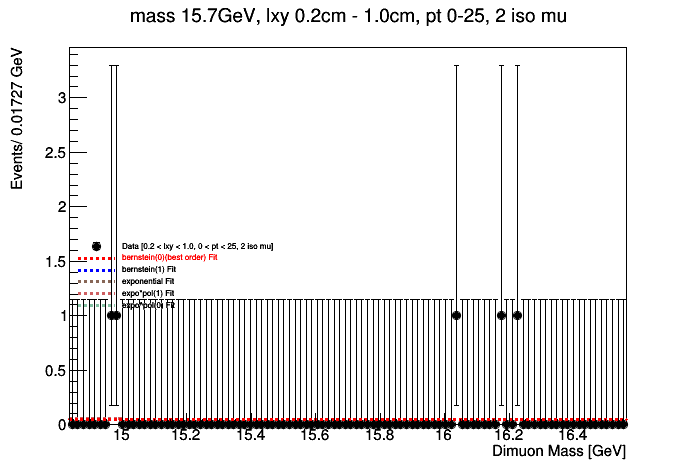 mass 15.7GeV, lxy 0.2cm - 1.0cm, pt 0-25, 2 iso mu
Events/ 0.01727 GeV
3
2.5
2
1.5
1
0.5
0
Data [0.2 < lxy < 1.0, 0 < pt < 25, 2 iso mu]
bernstein(0)(best order) Fit
bernstein(1) Fit
exponential Fit
expo*pol(1) Fit
expo*pol(0) Fit
15 15.2 15.4 15.6 15.8 16 16.2 16.4
Dimuon Mass [GeV]